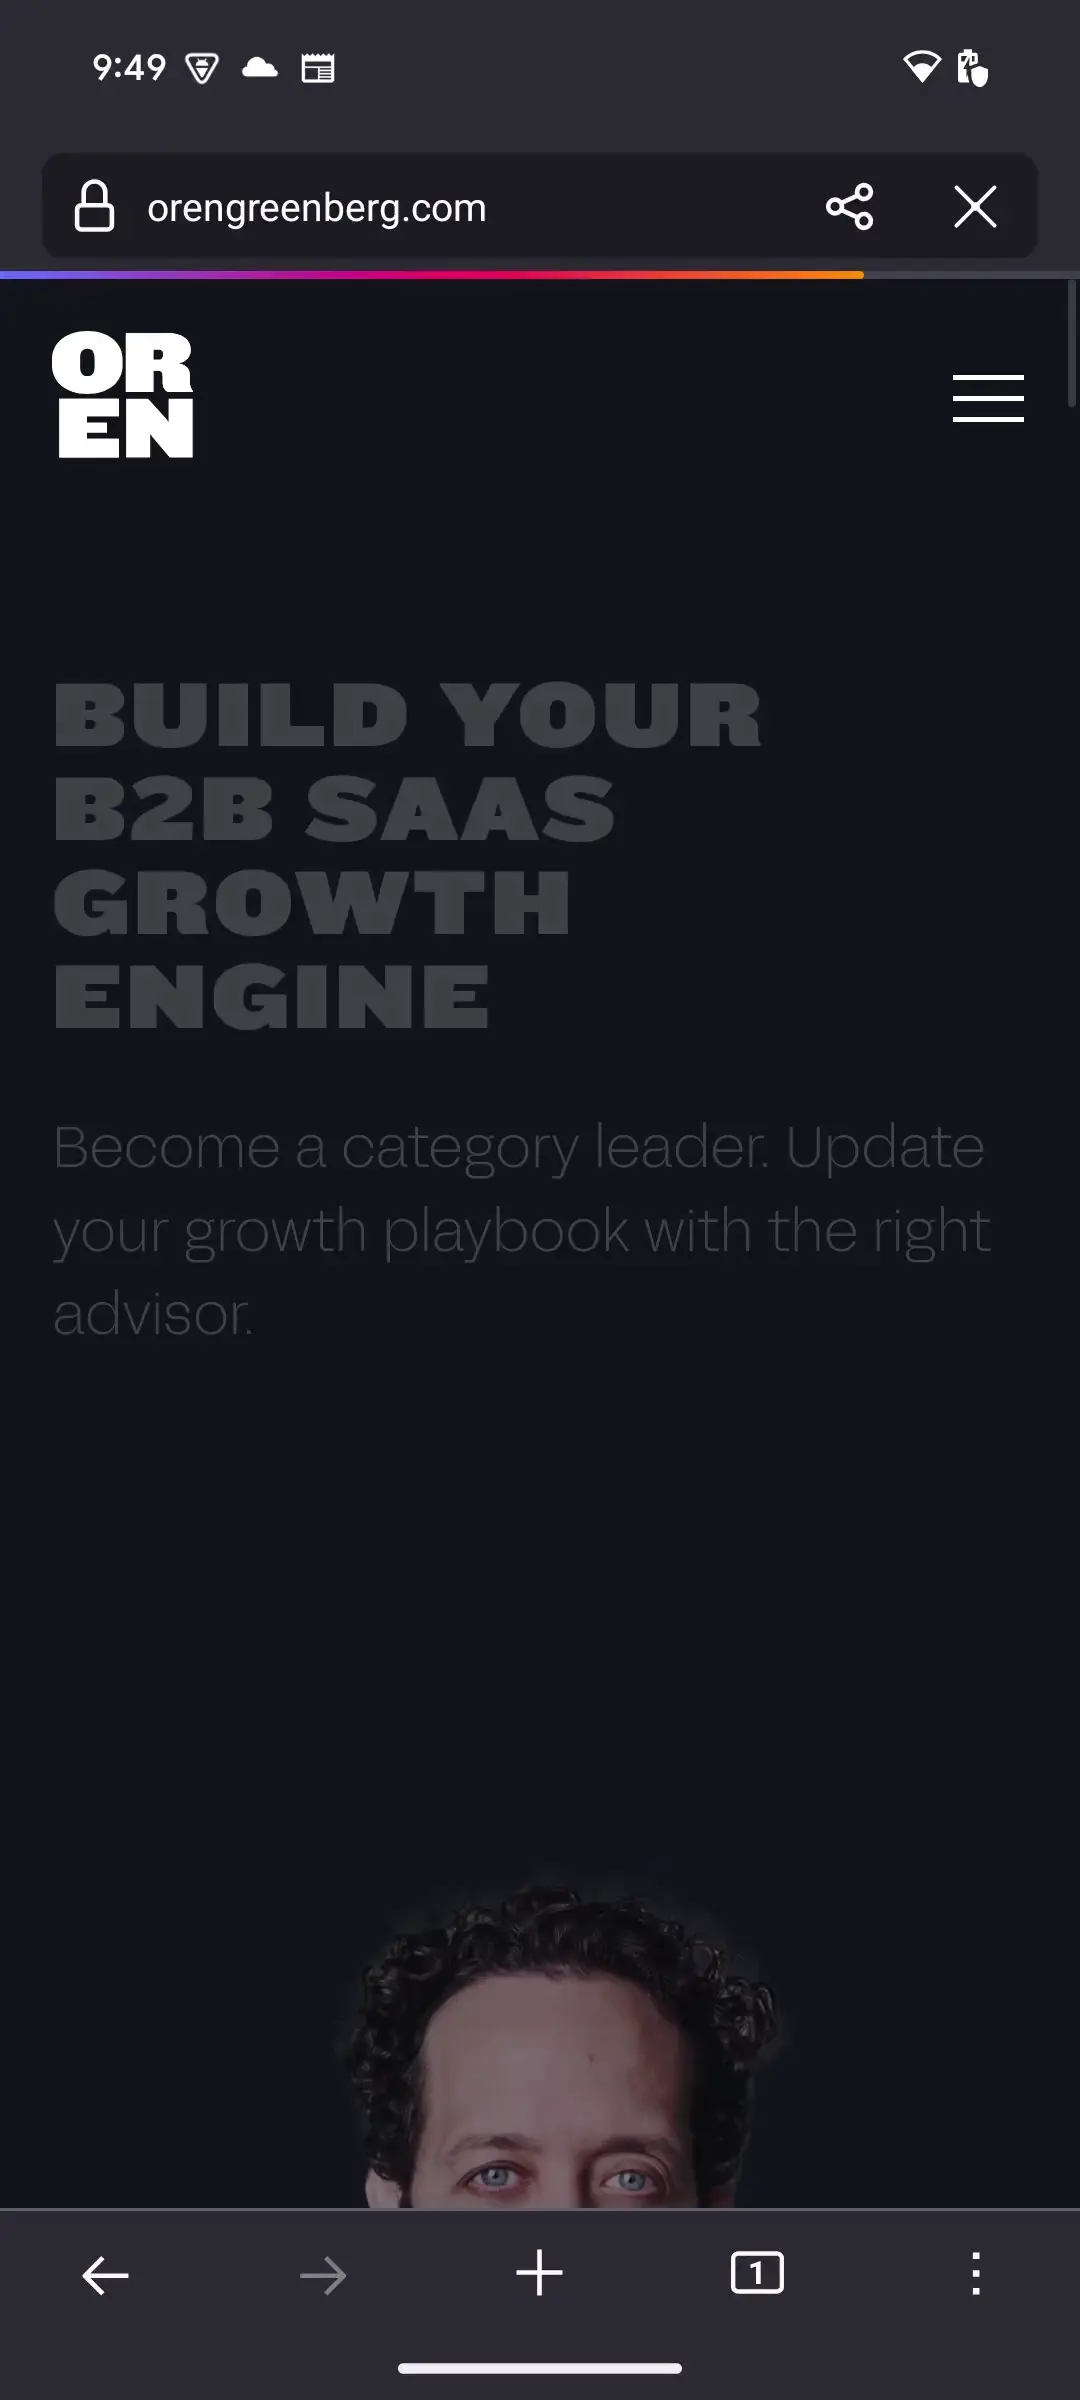 9:49
orengreenberg.com
OR
EN
BUILD YOUR
B2B SAAS
GROWTH
ENGINE
Become a category leader. Update
your growth playbook with the right
advisor.
1